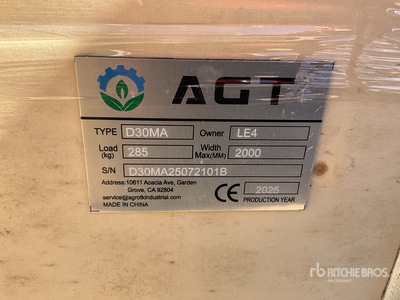 AGT
TYPE D30MA Owner LE4
Load (kg) 285 Width Max(MM) 2000
S/N D30MA25072101B
Address:10611 Acacia Ave, Garden
Grove, CA 92804
service@agrotkindustrial.com
MADE IN CHINA
CE 2025
PRODUCTION YEAR
rb RITCHIE BROS.